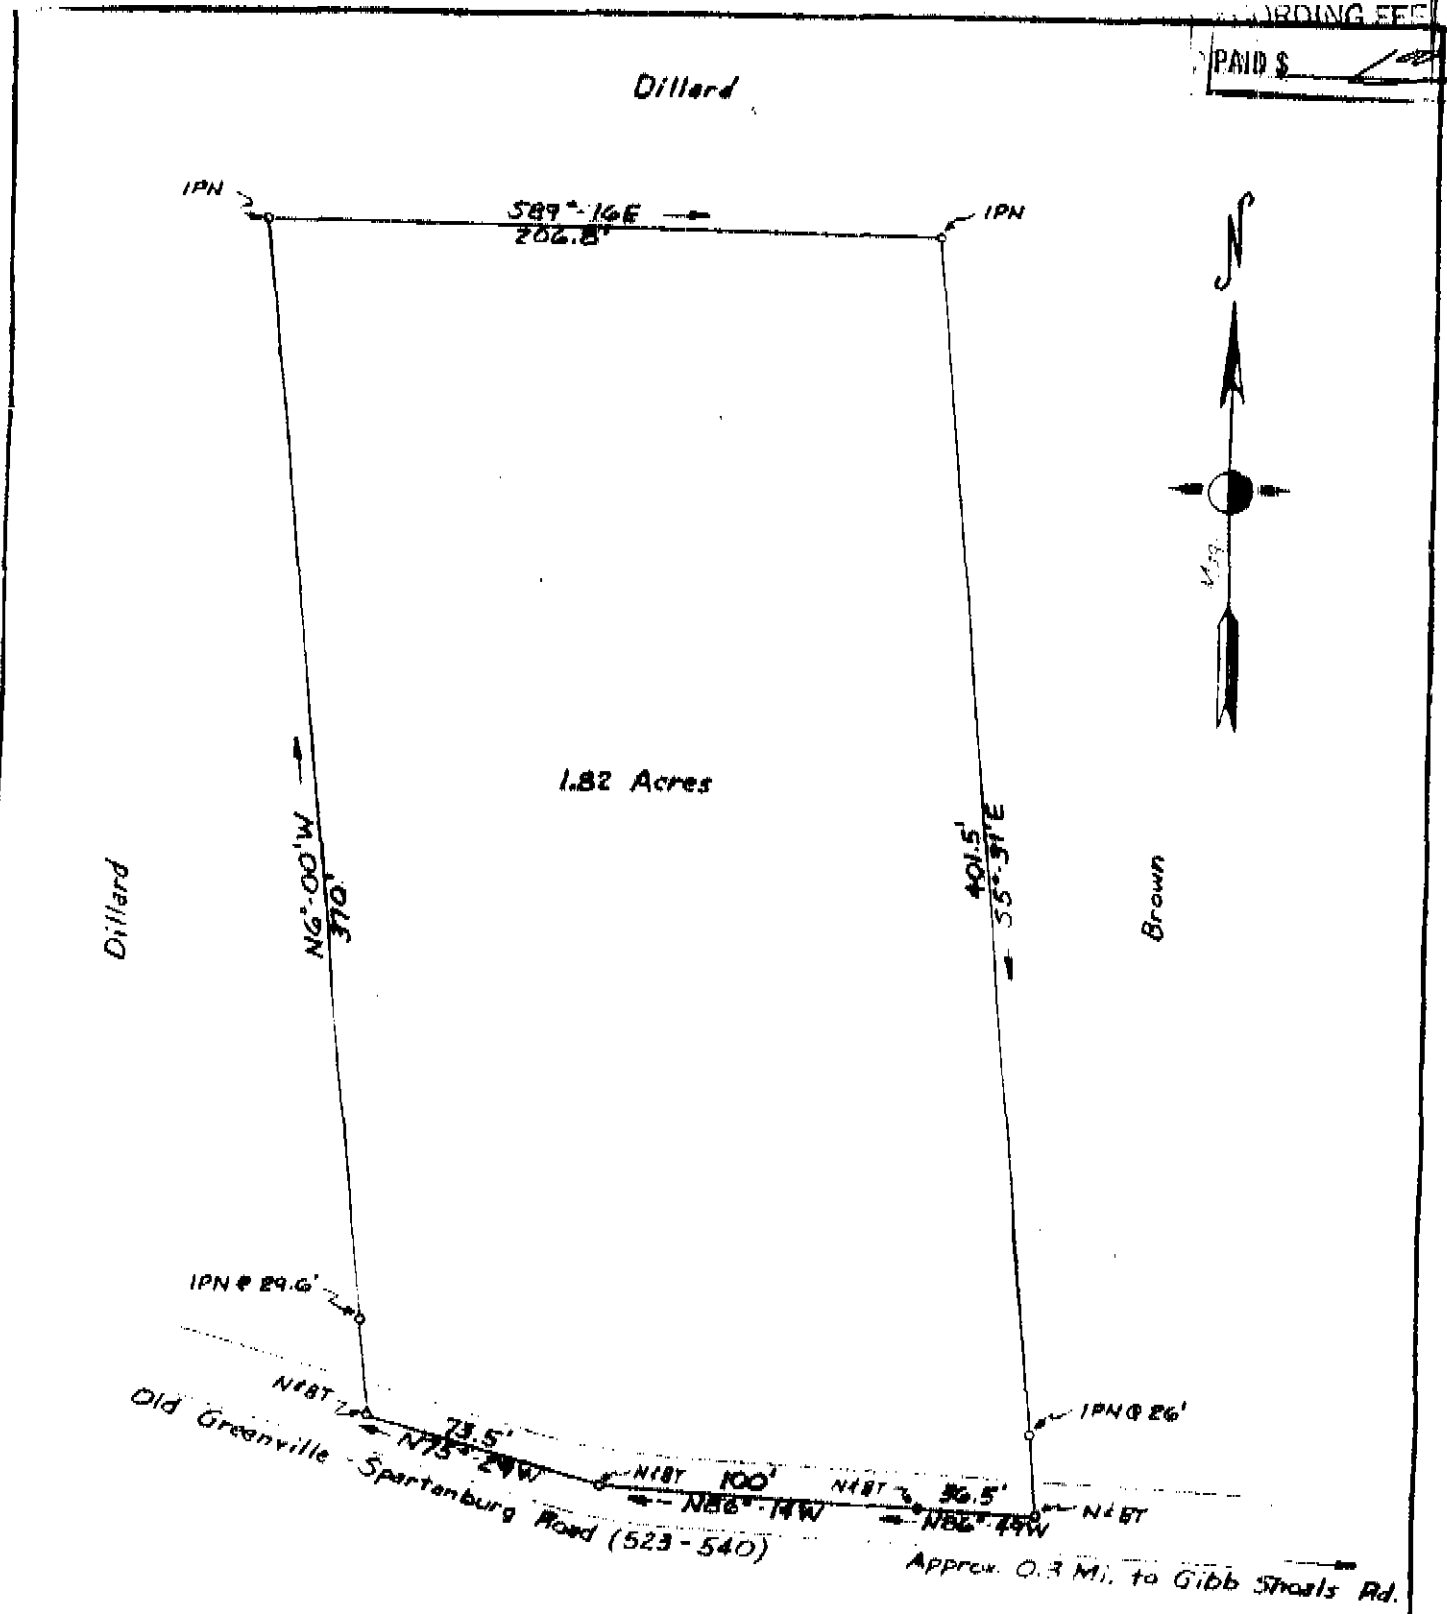 ORDING FEE
PAID $
Dillard
IPN
S89°-16E
206.8'
IPN
N
1.82 Acres
N6°-00'W
370'
401.5'
S5°-31'E
Dillard
Brown
IPN @ 29.6'
N&BT
73.5'
N&BT
100'
N86°-14W
N&BT
36.5'
N86°-49W
N&BT
IPN @ 26'
Old Greenville - Spartanburg Road (523-540)
Approx. 0.3 Mi. to Gibb Shoals Rd.